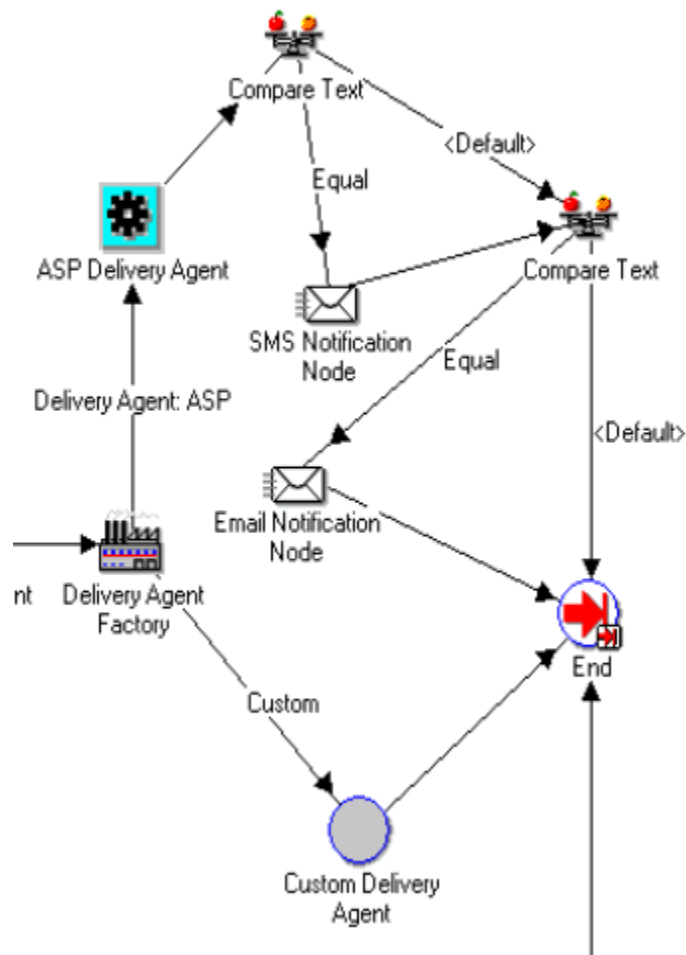 Compare Text
<Default>
Equal
ASP Delivery Agent
Compare Text
SMS Notification
Node
Equal
Delivery Agent: ASP
<Default>
Email Notification
Node
nt
Delivery Agent
Factory
End
Custom
Custom Delivery
Agent